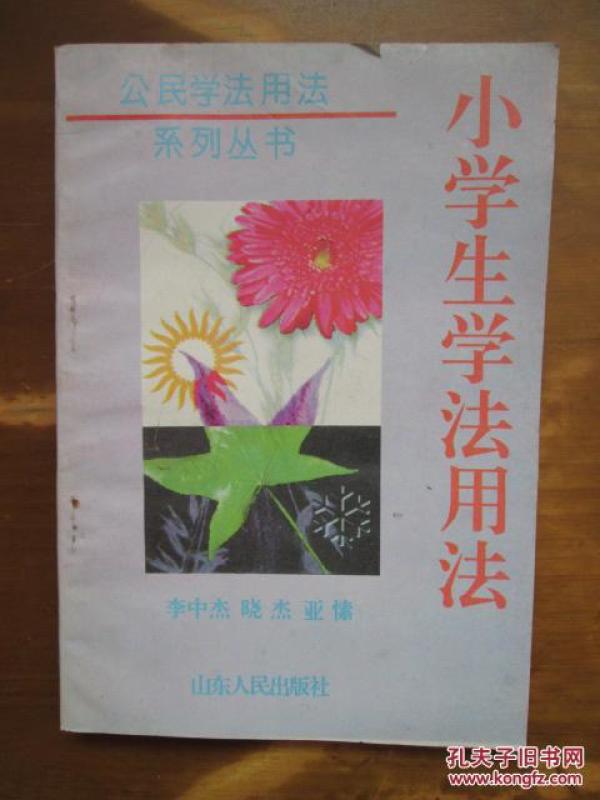 公民学法用法
系列丛书
小学生学法用法
李中杰 晓杰 亚愫
山东人民出版社
孔夫子旧书网
www.kongfz.com